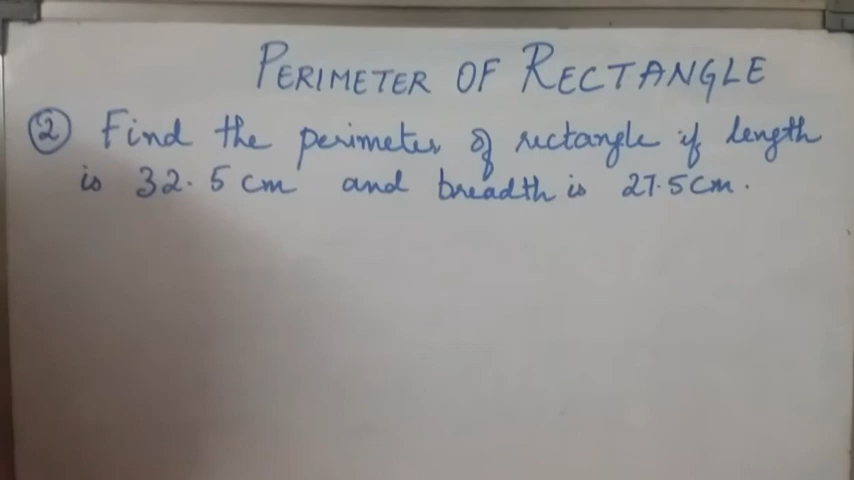 PERIMETER OF RECTANGLE
② Find the perimeter of rectangle if length
is 32.5 cm and breadth is 27.5 cm.